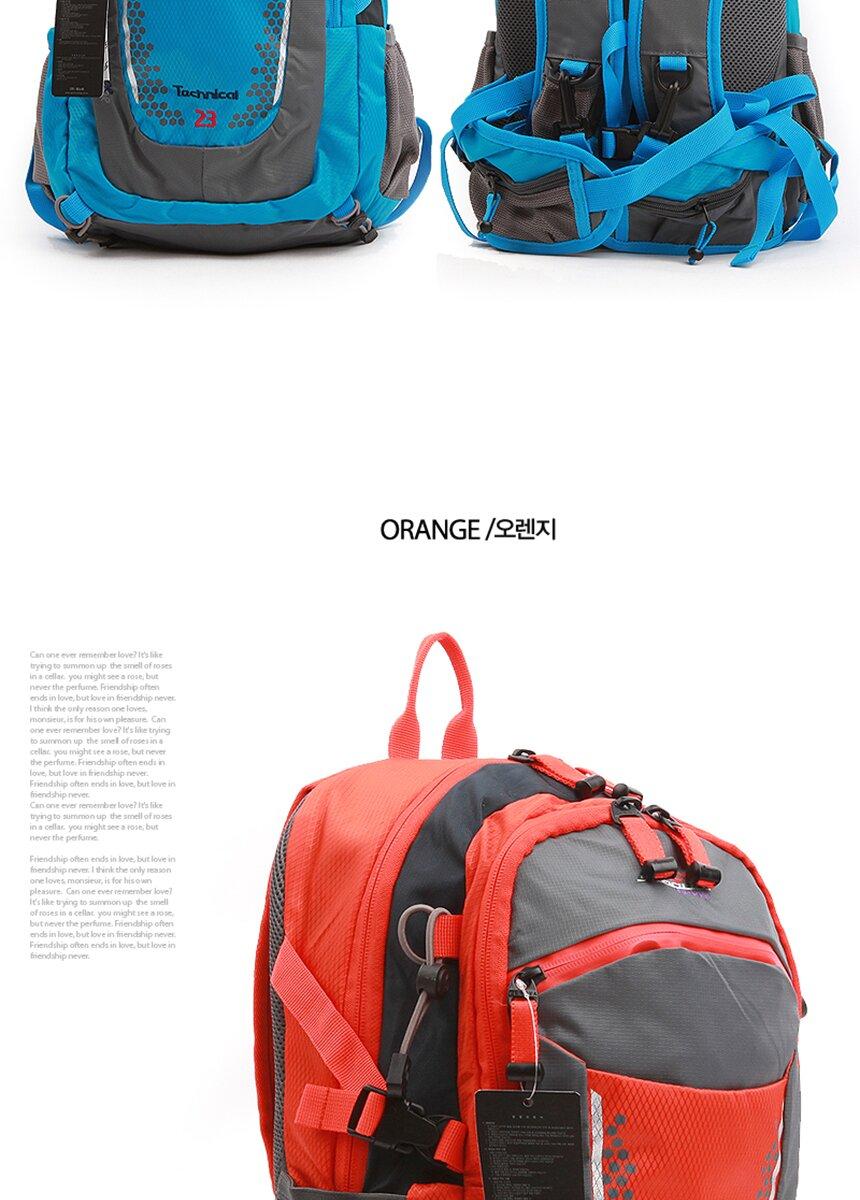 Technical
23
ORANGE /오렌지
Can one ever remember love? It's like
trying to summon up the smell of roses
in a cellar. you might see a rose, but
never the perfume. Friendship often
ends in love, but love in friendship never.
I think the only reason one loves,
monsieur, is for his own pleasure. Can
one ever remember love? It's like trying
to summon up the smell of roses in a
cellar. you might see a rose, but never
the perfume. Friendship often ends in
love, but love in friendship never.
Friendship often ends in love, but love in
friendship never.
Can one ever remember love? It's like
trying to summon up the smell of roses
in a cellar. you might see a rose, but
never the perfume.
Friendship often ends in love, but love in
friendship never. I think the only reason
one loves, monsieur, is for his own
pleasure. Can one ever remember love?
It's like trying to summon up the smell
of roses in a cellar. you might see a rose,
but never the perfume. Friendship often
ends in love, but love in friendship never.
Friendship often ends in love, but love in
friendship never.